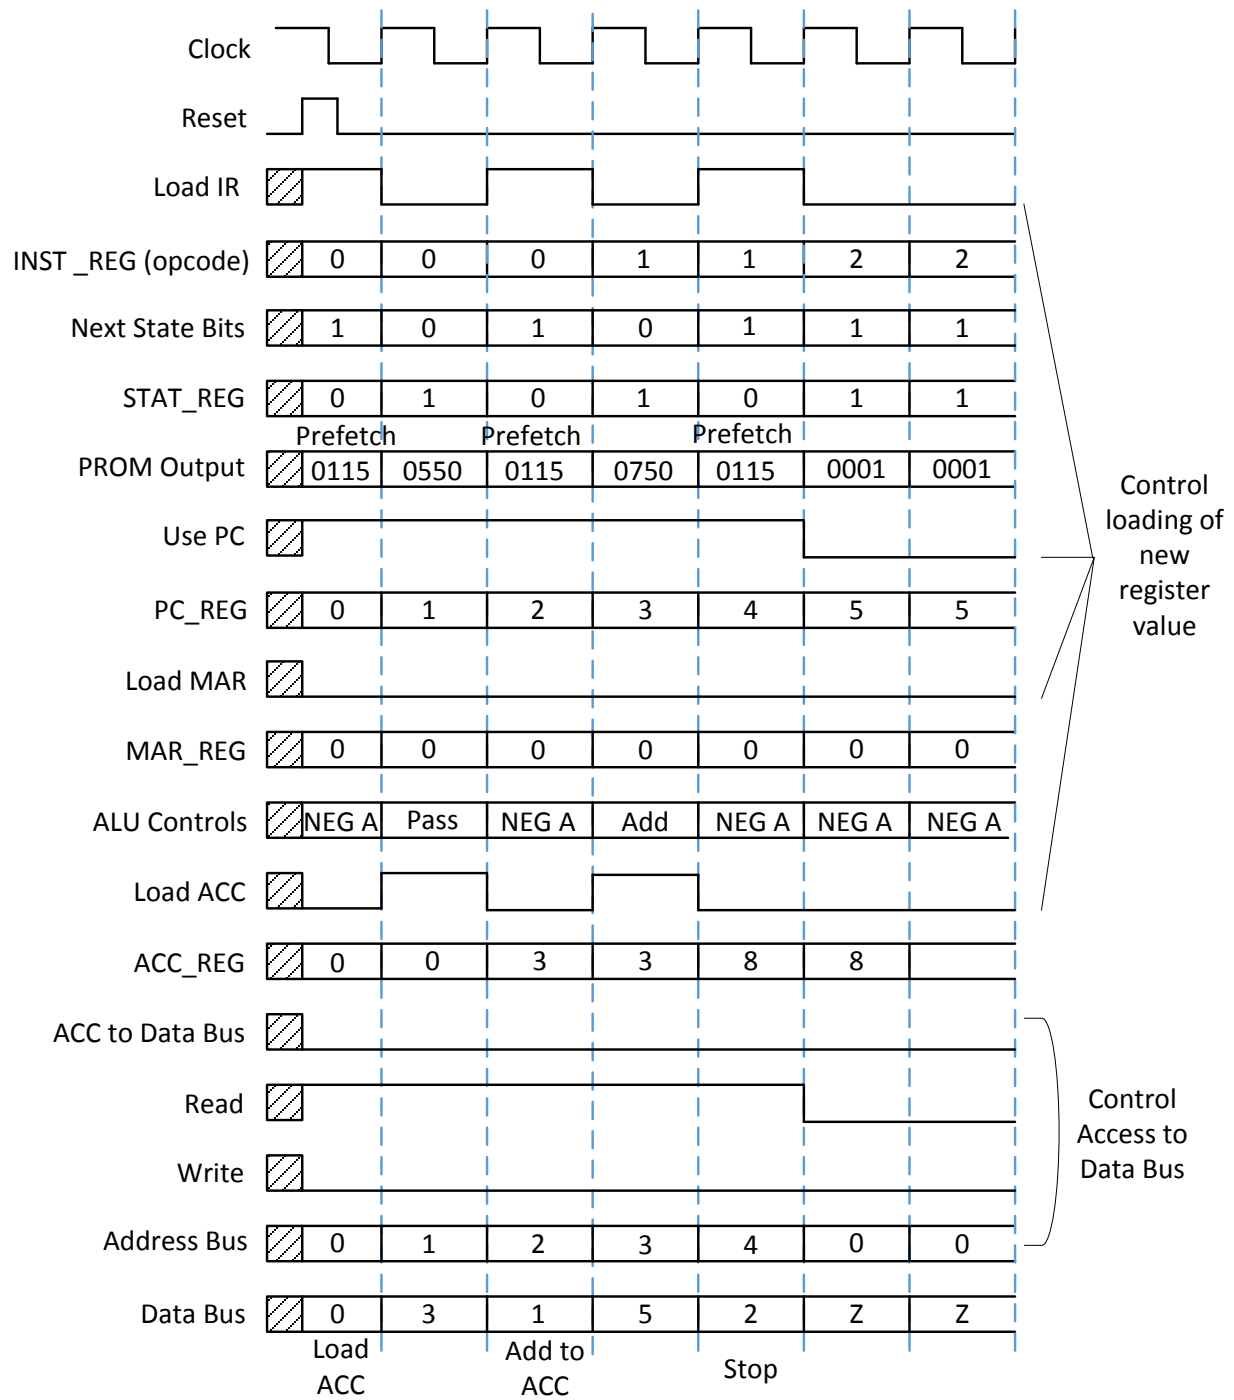 Clock
Reset
Load IR
INST _REG (opcode) 0 0 0 1 1 2 2
Next State Bits 1 0 1 0 1 1 1
STAT_REG 0 1 0 1 0 1 1
Prefetch Prefetch Prefetch
PROM Output 0115 0550 0115 0750 0115 0001 0001
Use PC
PC_REG 0 1 2 3 4 5 5
Load MAR
MAR_REG 0 0 0 0 0 0 0
ALU Controls NEG A Pass NEG A Add NEG A NEG A NEG A
Load ACC
ACC_REG 0 0 3 3 8 8
ACC to Data Bus
Read
Write
Address Bus 0 1 2 3 4 0 0
Data Bus 0 3 1 5 2 Z Z
Load
ACC
Add to
ACC
Stop
Control
loading of
new
register
value
Control
Access to
Data Bus